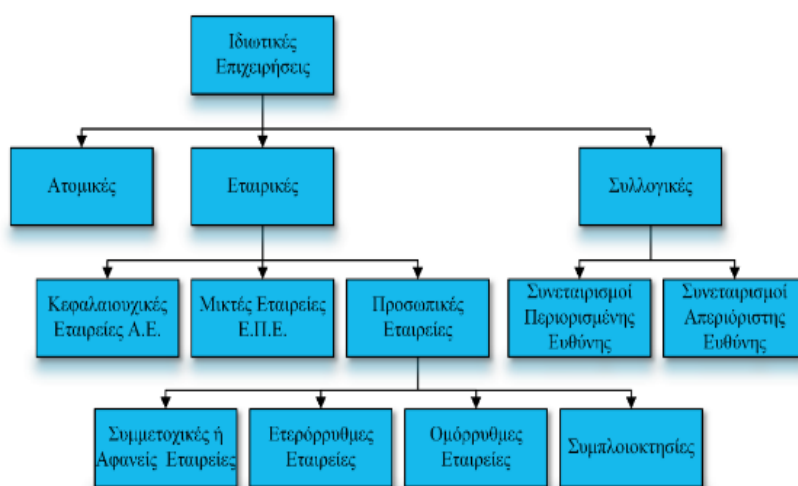 Ιδιωτικές
Επιχειρήσεις
Ατομικές
Εταιρικές
Συλλογικές
Κεφαλαιουχικές
Εταιρείες Α.Ε.
Μικτές Εταιρείες
Ε.Π.Ε.
Προσωπικές
Εταιρείες
Συνεταιρισμοί
Περιορισμένης
Ευθύνης
Συνεταιρισμοί
Απεριόριστης
Ευθύνης
Συμμετοχικές ή
Αφανείς Εταιρείες
Ετερόρρυθμες
Εταιρείες
Ομόρρυθμες
Εταιρείες
Συμπλοιοκτησίες